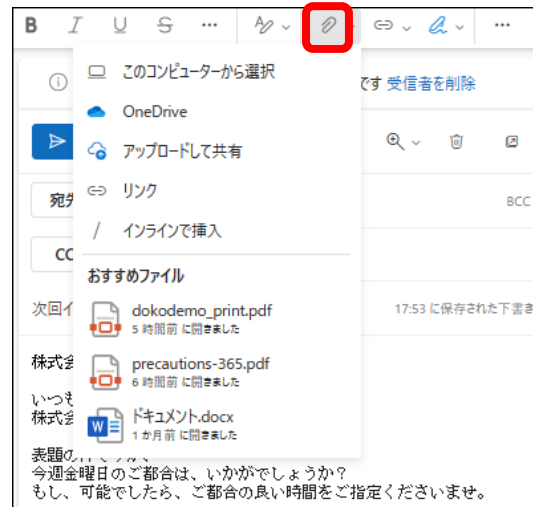 B I U S ... A
このコンピューターから選択
です 受信者を削除
OneDrive
アップロードして共有
宛先
リンク
BCC
インラインで挿入
CC
おすすめファイル
次回イ
dokodemo_print.pdf
17:53 に保存された下書き
5 時間前 に開きました
precautions-365.pdf
6 時間前 に開きました
株式会
いつも
株式会
ドキュメント.docx
1 か月前 に開きました
表題の
今週金曜日のご都合は、いかがでしょうか？
もし、可能でしたら、ご都合の良い時間をご指定くださいませ。